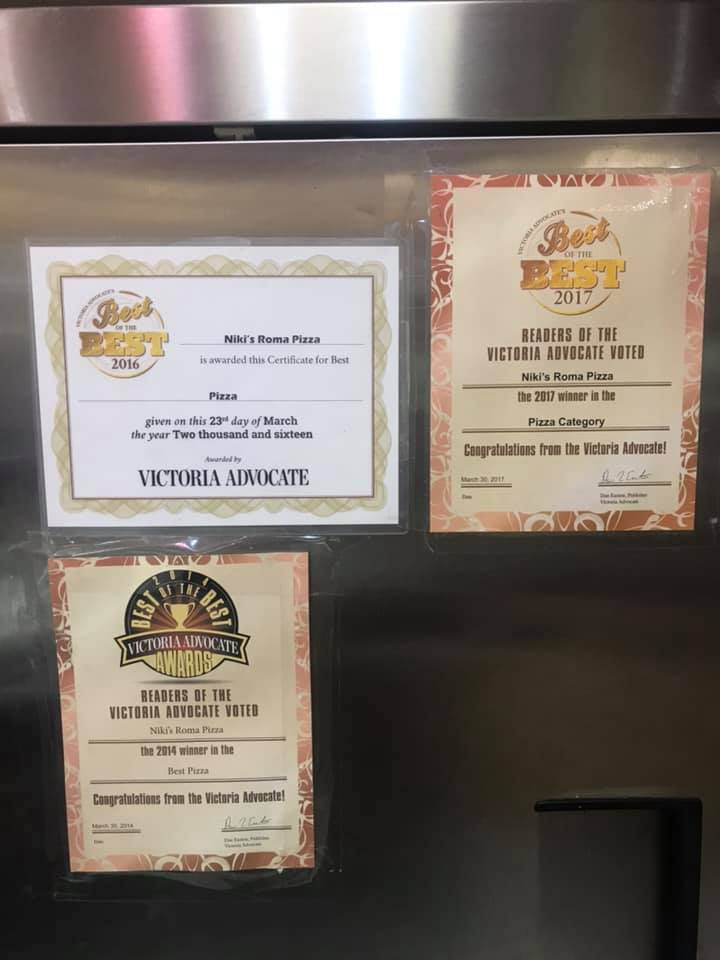 VICTORIA ADVOCATE'S
Best
OF THE
BEST
2016
Niki's Roma Pizza
is awarded this Certificate for Best
Pizza
given on this 23rd day of March
the year Two thousand and sixteen
Awarded by
VICTORIA ADVOCATE
VICTORIA ADVOCATE'S
Best
OF THE
BEST
2017
READERS OF THE
VICTORIA ADVOCATE VOTED
Niki's Roma Pizza
the 2017 winner in the
Pizza Category
Congratulations from the Victoria Advocate!
March 30, 2017
Date
Dan Easton, Publisher
Victoria Advocate
2014
BEST OF THE BEST
VICTORIA ADVOCATE
AWARDS
READERS OF THE
VICTORIA ADVOCATE VOTED
Niki's Roma Pizza
the 2014 winner in the
Best Pizza
Congratulations from the Victoria Advocate!
March 30, 2014
Date
Dan Easton, Publisher
Victoria Advocate